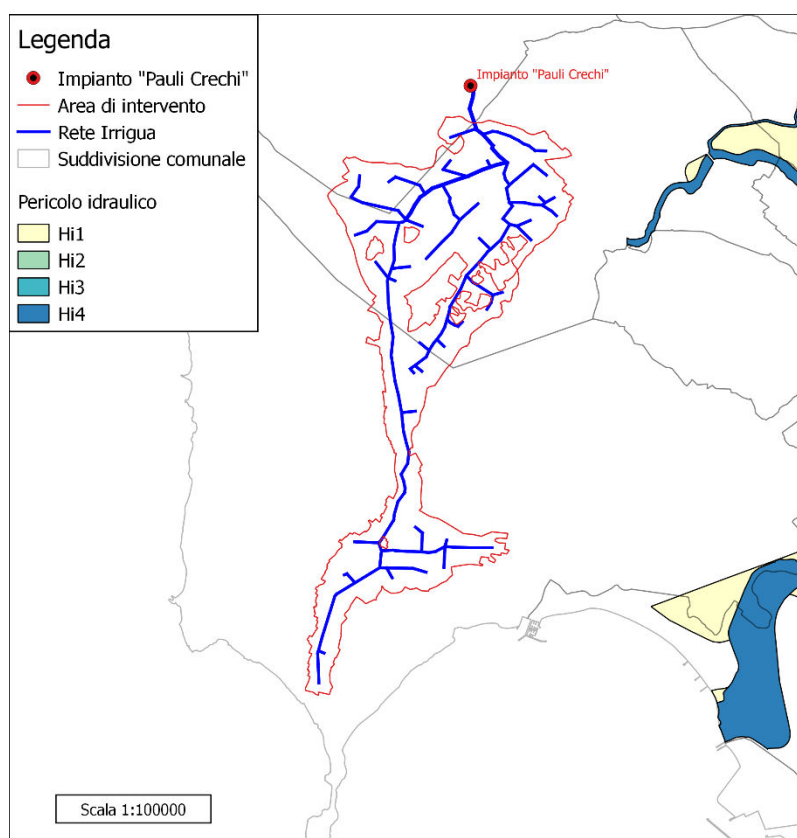 Legenda
Impianto "Pauli Crechi"
Area di intervento
Rete Irrigua
Suddivisione comunale
Pericolo idraulico
Hi1
Hi2
Hi3
Hi4
Impianto "Pauli Crechi"
Scala 1:100000